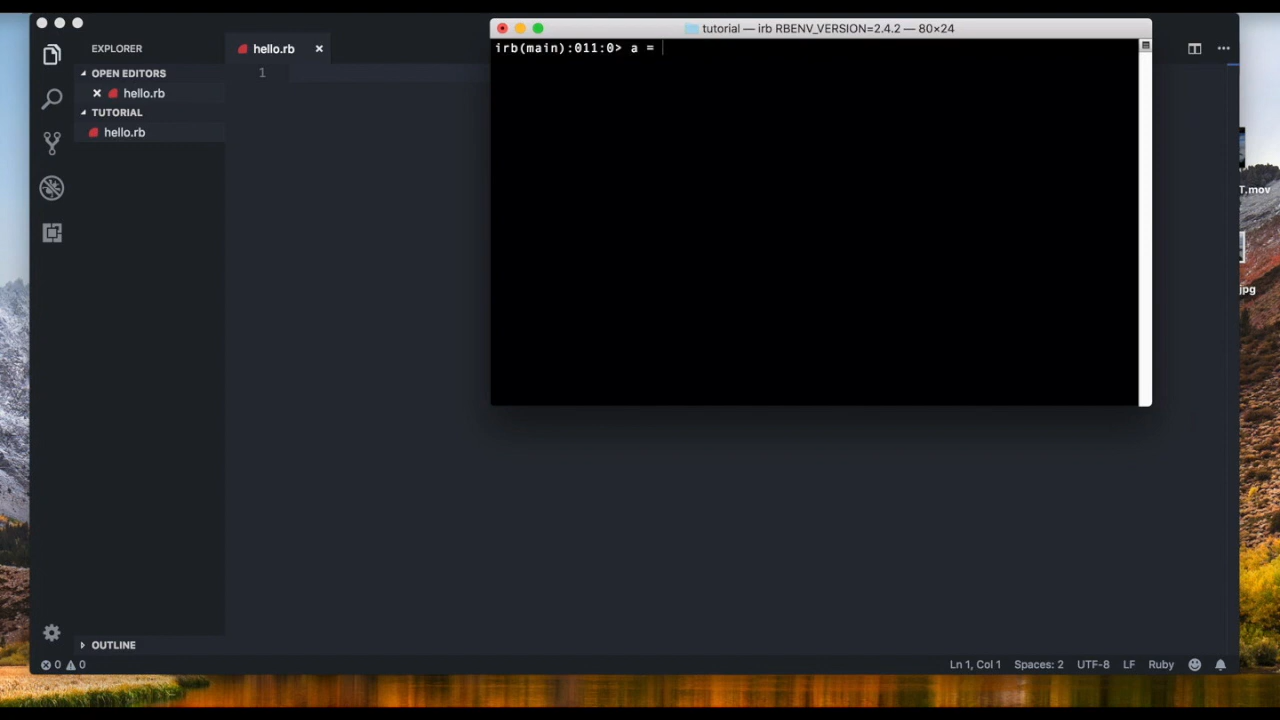 tutorial — irb RBENV_VERSION=2.4.2 — 80×24
irb(main):011:0> a =
EXPLORER
hello.rb ×
OPEN EDITORS
× hello.rb
TUTORIAL
hello.rb
1
T.mov
jpg
OUTLINE
0 0
Ln 1, Col 1 Spaces: 2 UTF-8 LF Ruby